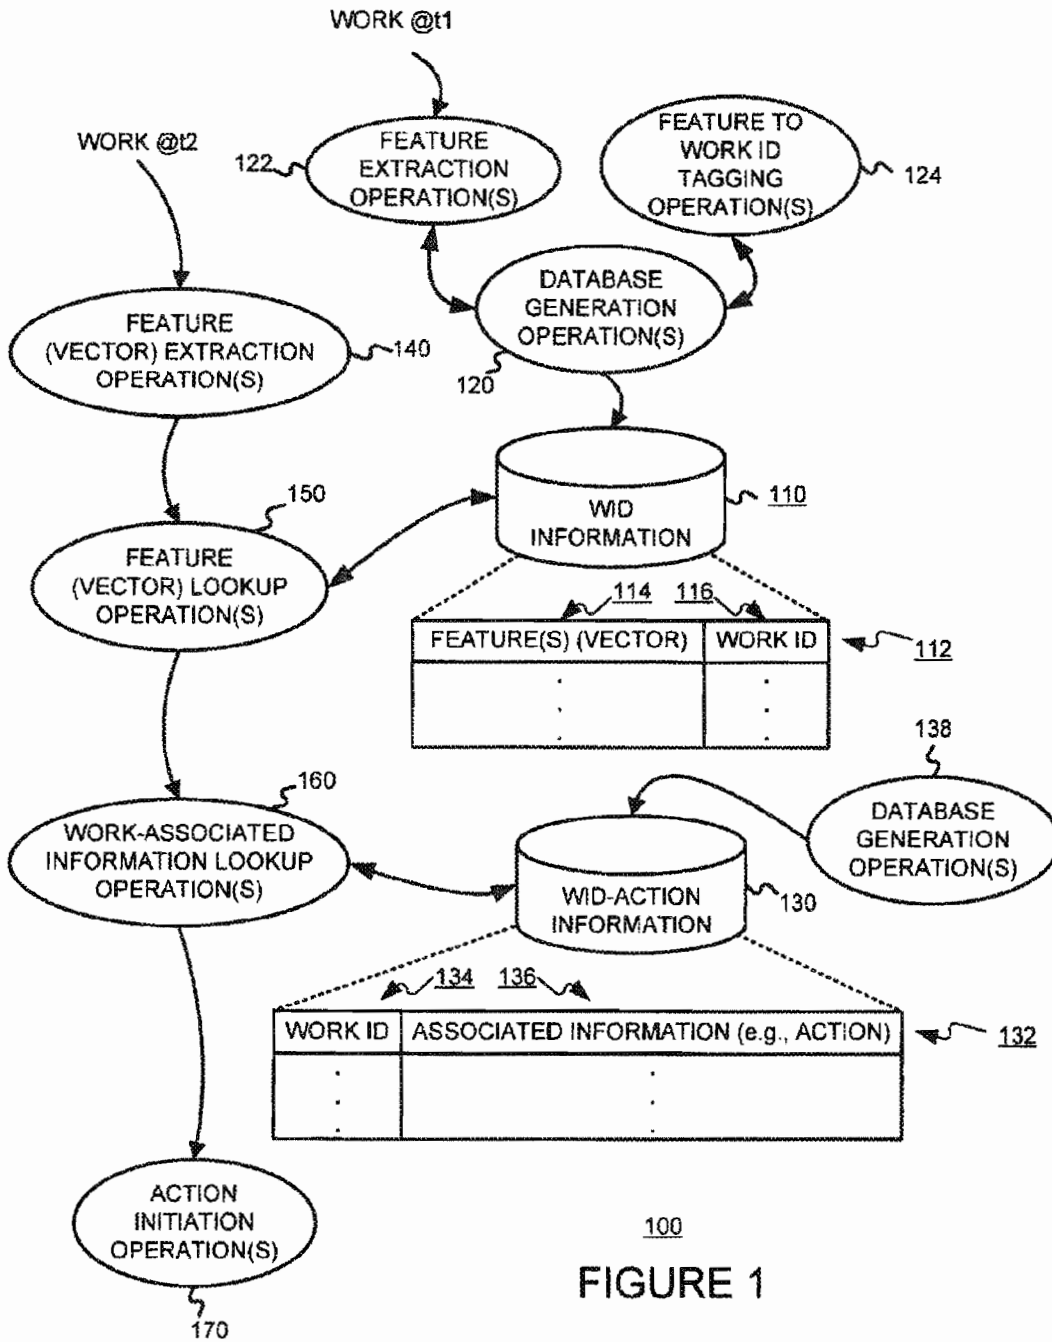 WORK @t1
WORK @t2
122
FEATURE
EXTRACTION
OPERATION(S)
FEATURE TO
WORK ID
TAGGING
OPERATION(S)
124
DATABASE
GENERATION
OPERATION(S)
120
FEATURE
(VECTOR) EXTRACTION
OPERATION(S)
140
150
FEATURE
(VECTOR) LOOKUP
OPERATION(S)
WID
INFORMATION
110
114
116
FEATURE(S) (VECTOR)
WORK ID
112
138
DATABASE
GENERATION
OPERATION(S)
160
WORK-ASSOCIATED
INFORMATION LOOKUP
OPERATION(S)
WID-ACTION
INFORMATION
130
134
136
WORK ID
ASSOCIATED INFORMATION (e.g., ACTION)
132
ACTION
INITIATION
OPERATION(S)
170
100
FIGURE 1